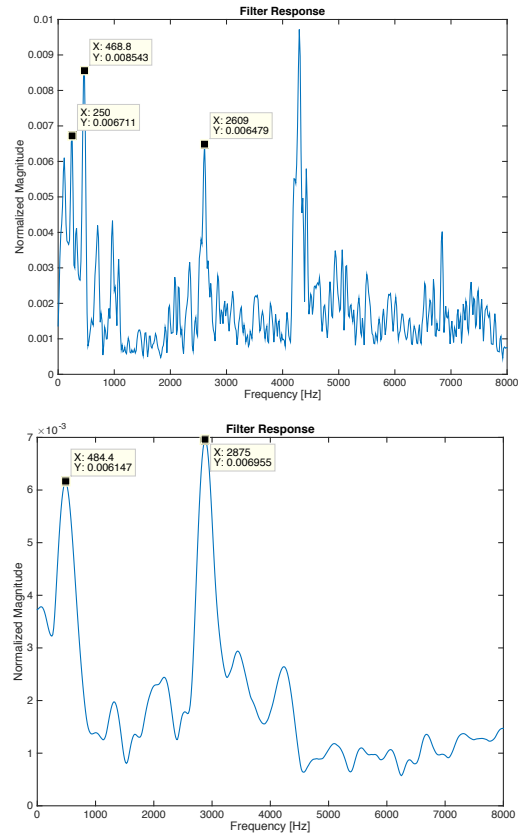 Filter Response
0.01
0.009
0.008
0.007
0.006
0.005
0.004
0.003
0.002
0.001
0
Normalized Magnitude
X: 468.8
Y: 0.008543
X: 250
Y: 0.006711
X: 2609
Y: 0.006479
0 1000 2000 3000 4000 5000 6000 7000 8000
Frequency [Hz]
Filter Response
×10⁻³
7
6
5
4
3
2
1
0
Normalized Magnitude
X: 484.4
Y: 0.006147
X: 2875
Y: 0.006955
0 1000 2000 3000 4000 5000 6000 7000 8000
Frequency [Hz]